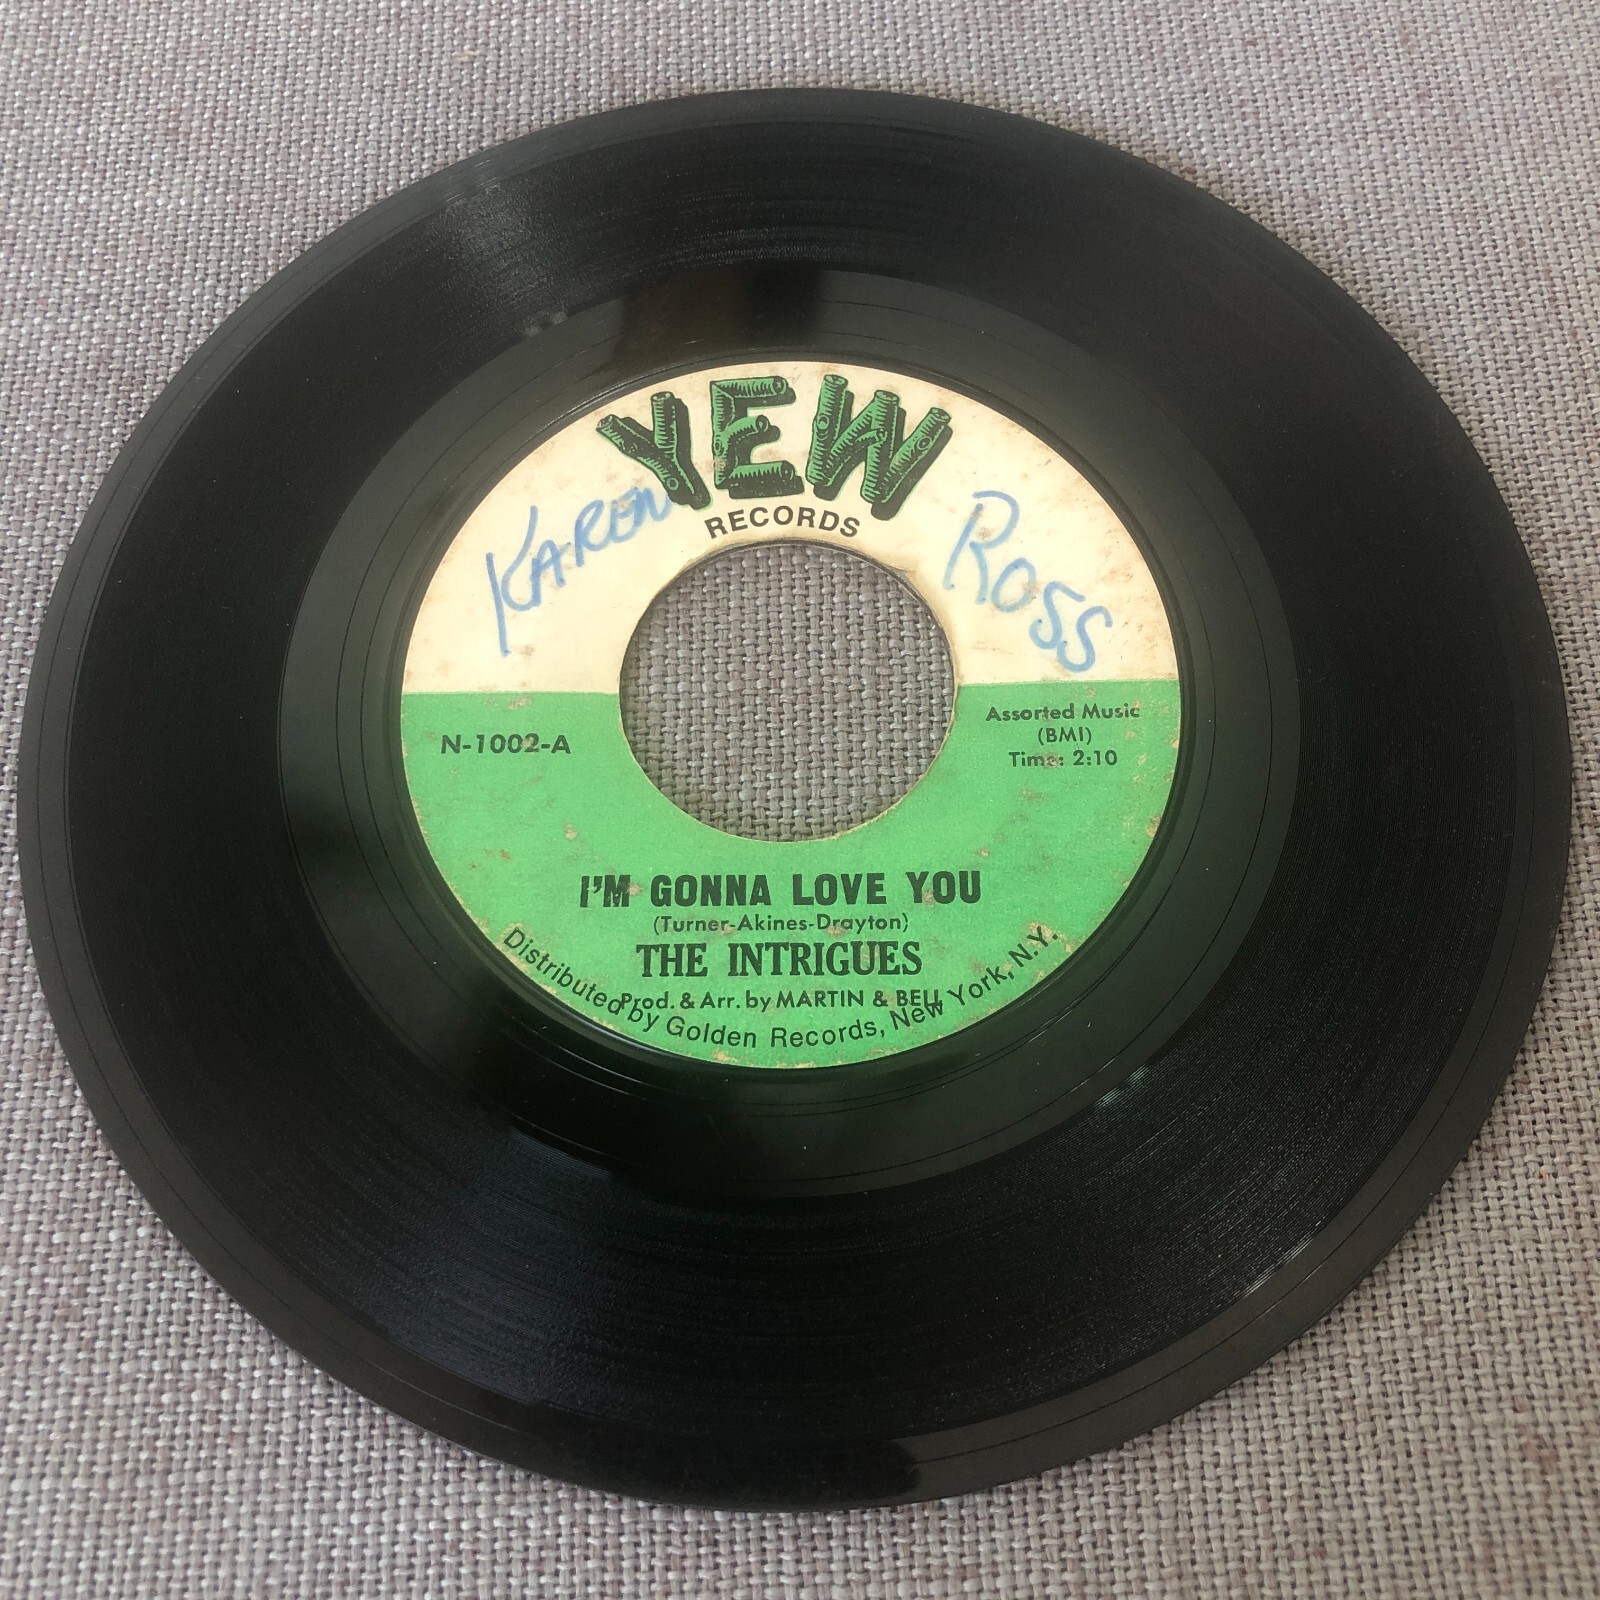 YEW
RECORDS
KAREN ROSS
N-1002-A
Assorted Music
(BMI)
Time: 2:10
I'M GONNA LOVE YOU
(Turner-Akines-Drayton)
THE INTRIGUES
Prod. & Arr. by MARTIN & BELL
Distributed by Golden Records, New York, N.Y.